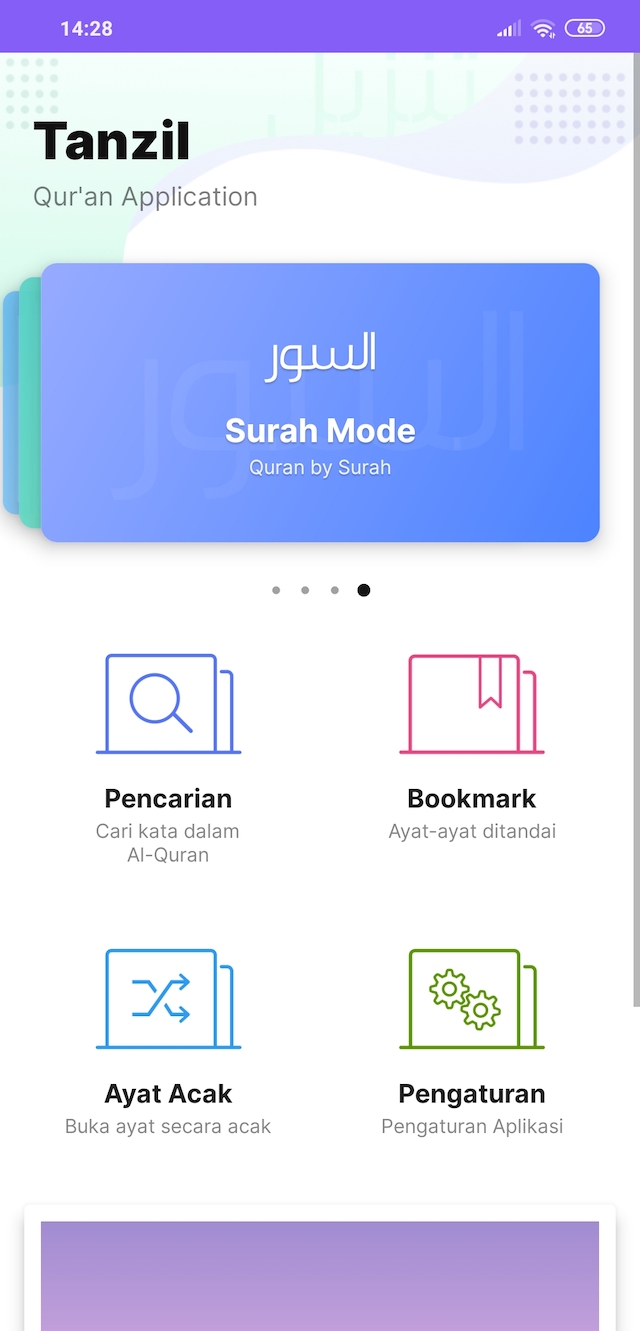 14:28
65
تنزيل
Tanzil
Qur'an Application
السور
Surah Mode
Quran by Surah
Pencarian
Cari kata dalam
Al-Quran
Bookmark
Ayat-ayat ditandai
Ayat Acak
Buka ayat secara acak
Pengaturan
Pengaturan Aplikasi